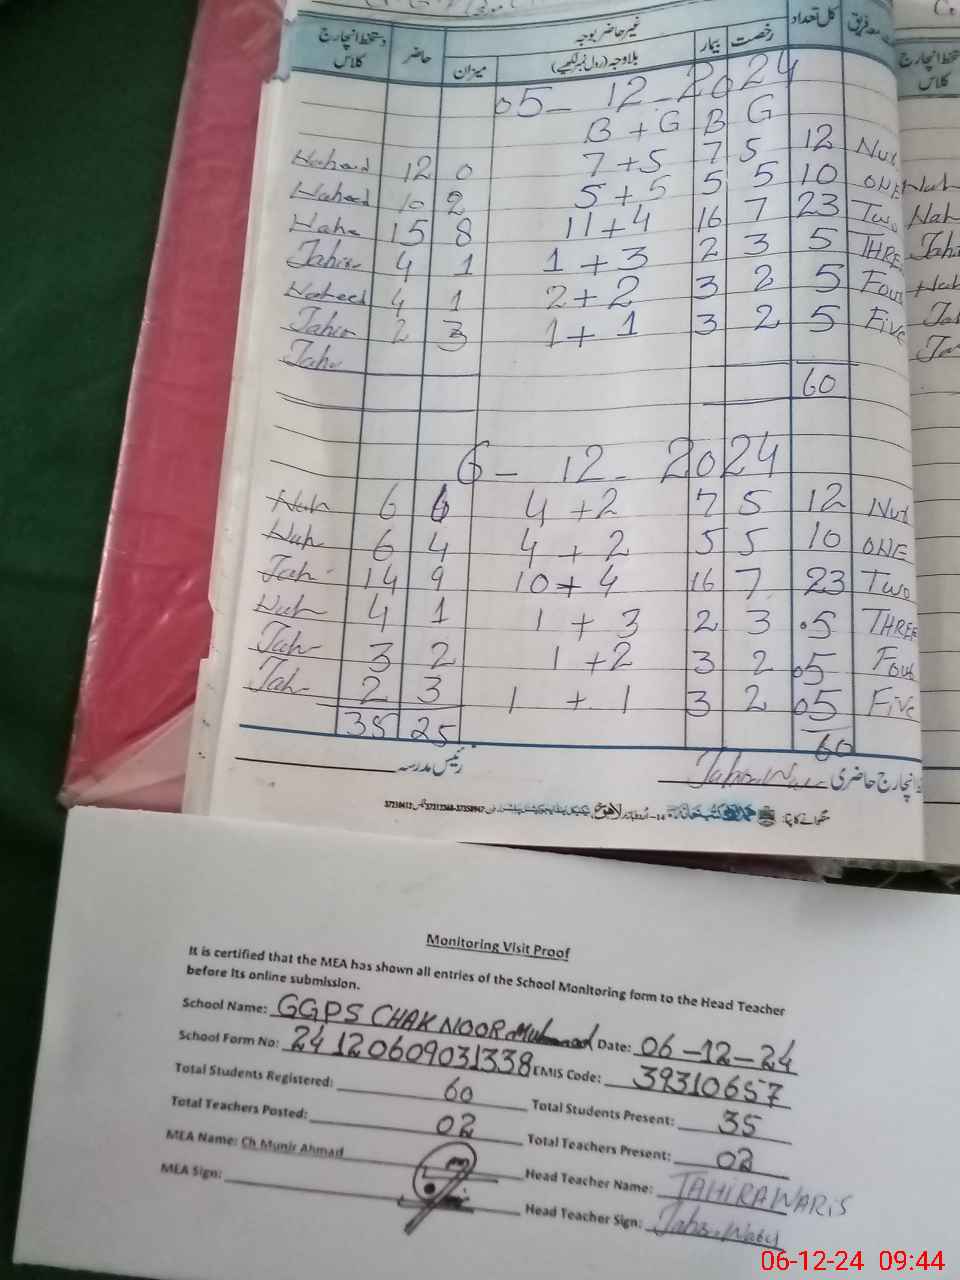 کل تعداد رخصت بیمار غیر حاضر بوجہ حاضر دستخط انچارج کلاس
بلاوجہ (رول نمبر لکھیے) میزان
05-12-2024
B + G B G
Naheed 12 0 7+5 7 5 12 Nur
Naheed 10 2 5+5 5 5 10 ONE
15 8 11+4 16 7 23 Two
Tahir 4 1 1+3 2 3 5 THREE
Naheed 4 1 2+2 3 2 5 Four
Tahir 2 3 1+1 3 2 5 Five
60
6-12-2024
Nah 6 6 4+2 7 5 12 Nur
Nah 6 4 4+2 5 5 10 ONE
Tah 14 9 10+4 16 7 23 Two
Nah 4 1 1+3 2 3 .5 THREE
Tah 3 2 1+2 3 2 05 Four
Tah 2 3 1+1 3 2 05 Five
35 25 60
انچارج حاضری رئیس مدرسہ
Monitoring Visit Proof
It is certified that the MEA has shown all entries of the School Monitoring form to the Head Teacher
before its online submission.
School Name: GGPS CHAK NOOR Muhammad Date: 06-12-24
School Form No: 24120609031338 EMIS Code: 39310657
Total Students Registered: 60 Total Students Present: 35
Total Teachers Posted: 02 Total Teachers Present: 02
MEA Name: Ch Munir Ahmad Head Teacher Name: TAHIRA WARIS
MEA Sign: Head Teacher Sign:
06-12-24 09:44